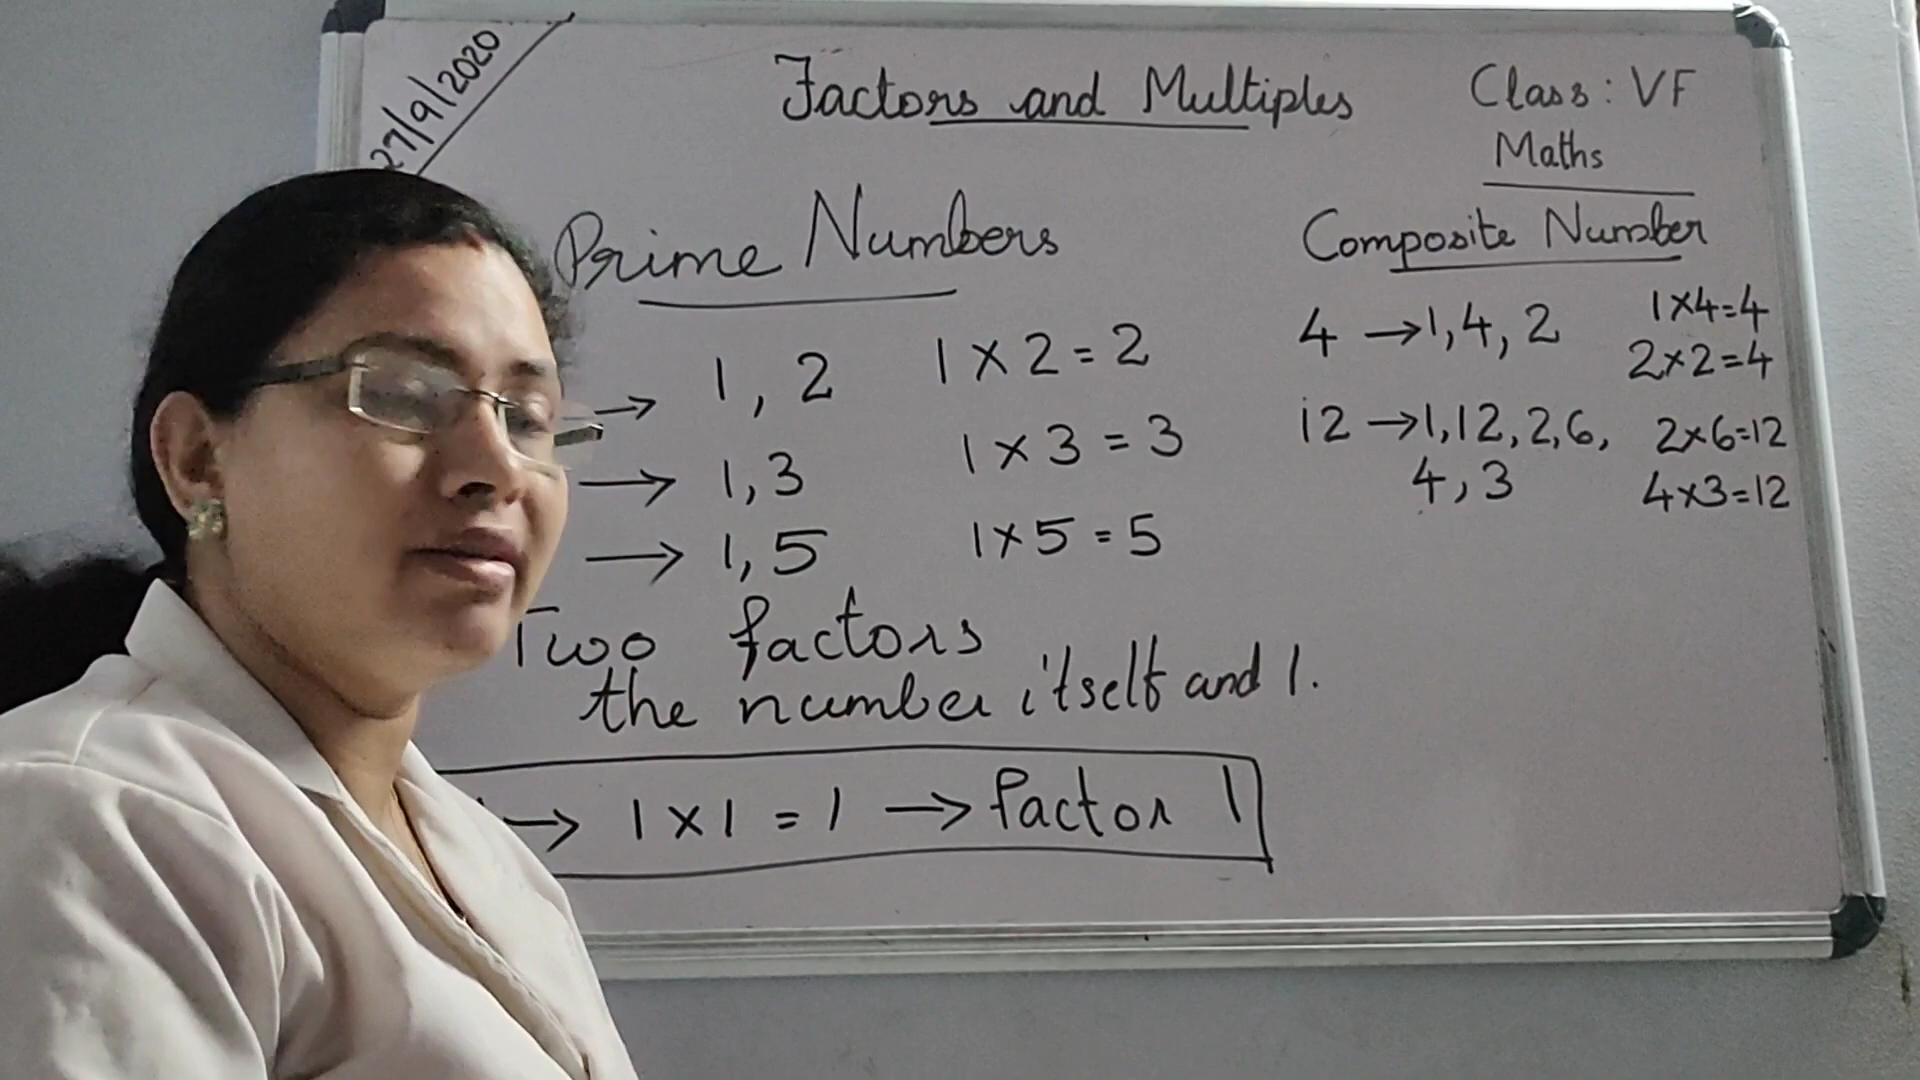 27/9/2020
Factors and Multiples
Class: VF
Maths
Prime Numbers
→ 1, 2   1 × 2 = 2
→ 1, 3   1 × 3 = 3
→ 1, 5   1 × 5 = 5
Two factors
the number itself and 1.
→ 1 × 1 = 1 → factor 1
Composite Number
4 → 1, 4, 2   1×4=4
2×2=4
12 → 1, 12, 2, 6,   2×6=12
4, 3   4×3=12